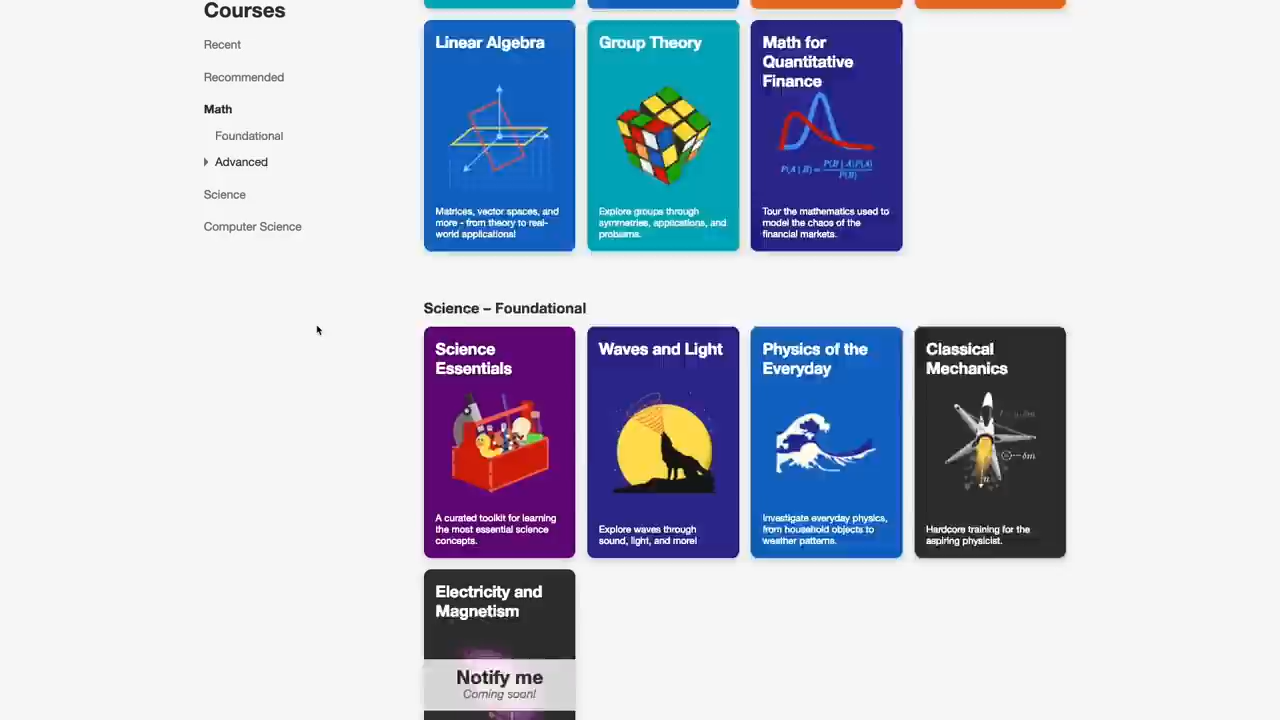 Courses
Recent
Recommended
Math
Foundational
Advanced
Science
Computer Science
Linear Algebra
Matrices, vector spaces, and
more - from theory to real-
world applications!
Group Theory
Explore groups through
symmetries, applications, and
problems.
Math for
Quantitative
Finance
P(A | B) = P(B | A)P(A)
P(B)
Tour the mathematics used to
model the chaos of the
financial markets.
Science – Foundational
Science
Essentials
A curated toolkit for learning
the most essential science
concepts.
Waves and Light
Explore waves through
sound, light, and more!
Physics of the
Everyday
Investigate everyday physics,
from household objects to
weather patterns.
Classical
Mechanics
Hardcore training for the
aspiring physicist.
Electricity and
Magnetism
Notify me
Coming soon!